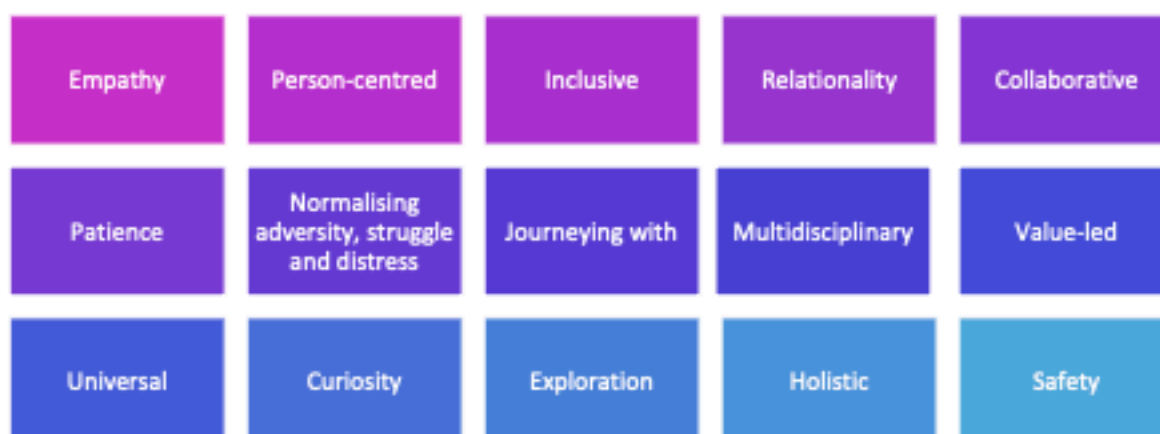 Empathy
Person-centred
Inclusive
Relationality
Collaborative
Patience
Normalising
adversity, struggle
and distress
Journeying with
Multidisciplinary
Value-led
Universal
Curiosity
Exploration
Holistic
Safety